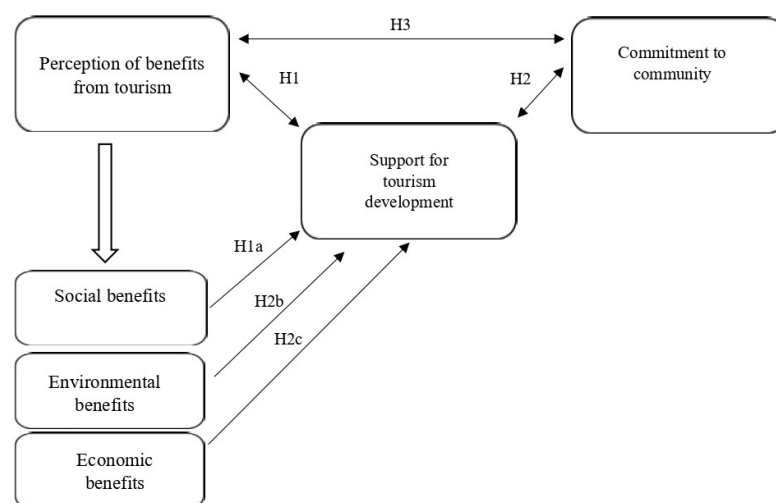 H3
Perception of benefits
from tourism
Commitment to
community
H1
H2
Support for
tourism
development
H1a
Social benefits
H2b
H2c
Environmental
benefits
Economic
benefits